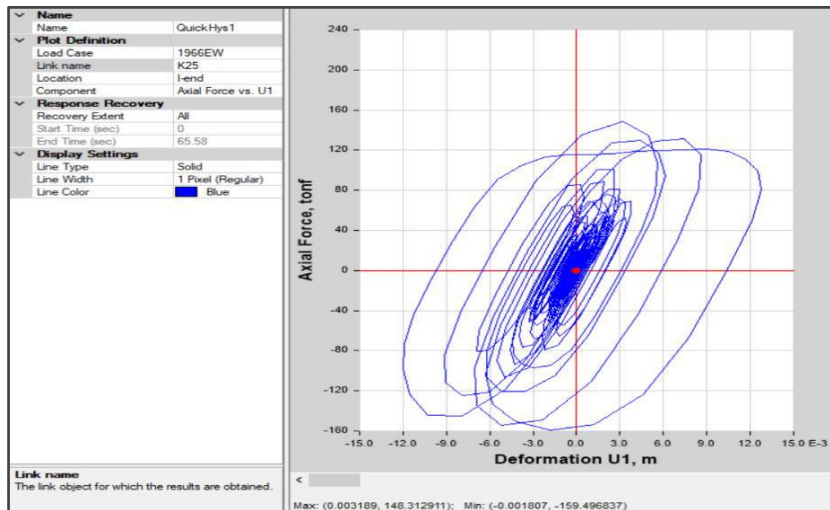 Name
Name QuickHys1
Plot Definition
Load Case 1966EW
Link name K25
Location I-end
Component Axial Force vs. U1
Response Recovery
Recovery Extent All
Start Time (sec) 0
End Time (sec) 65.58
Display Settings
Line Type Solid
Line Width 1 Pixel (Regular)
Line Color Blue
Link name
The link object for which the results are obtained.
240
200
160
120
80
40
0
-40
-80
-120
-160
Axial Force, tonf
-15.0 -12.0 -9.0 -6.0 -3.0 0.0 3.0 6.0 9.0 12.0 15.0 E-3
Deformation U1, m
<
Max: (0.003189, 148.312911); Min: (-0.001807, -159.496837)